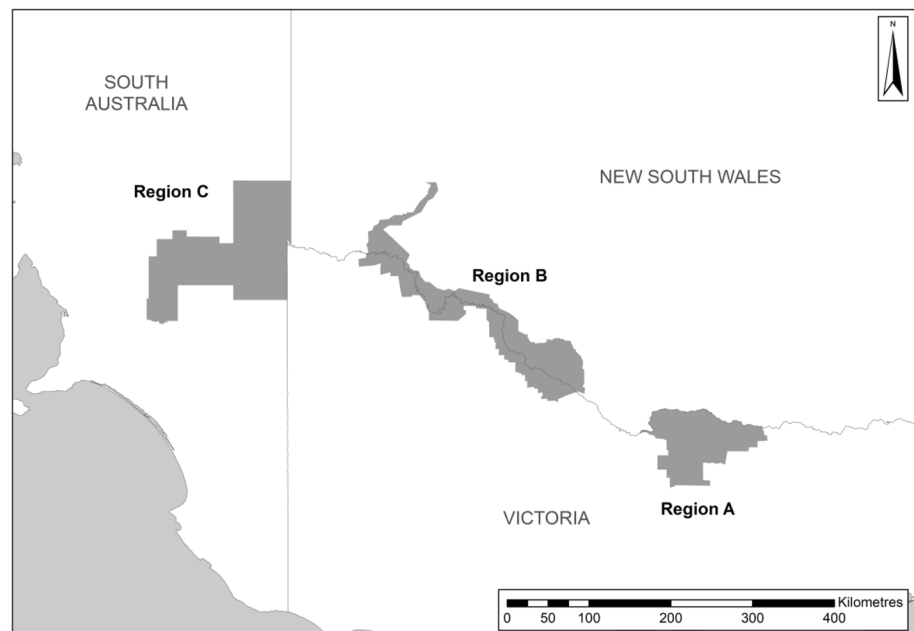 N
SOUTH
AUSTRALIA
Region C
NEW SOUTH WALES
Region B
Region A
VICTORIA
Kilometres
0 50 100 200 300 400